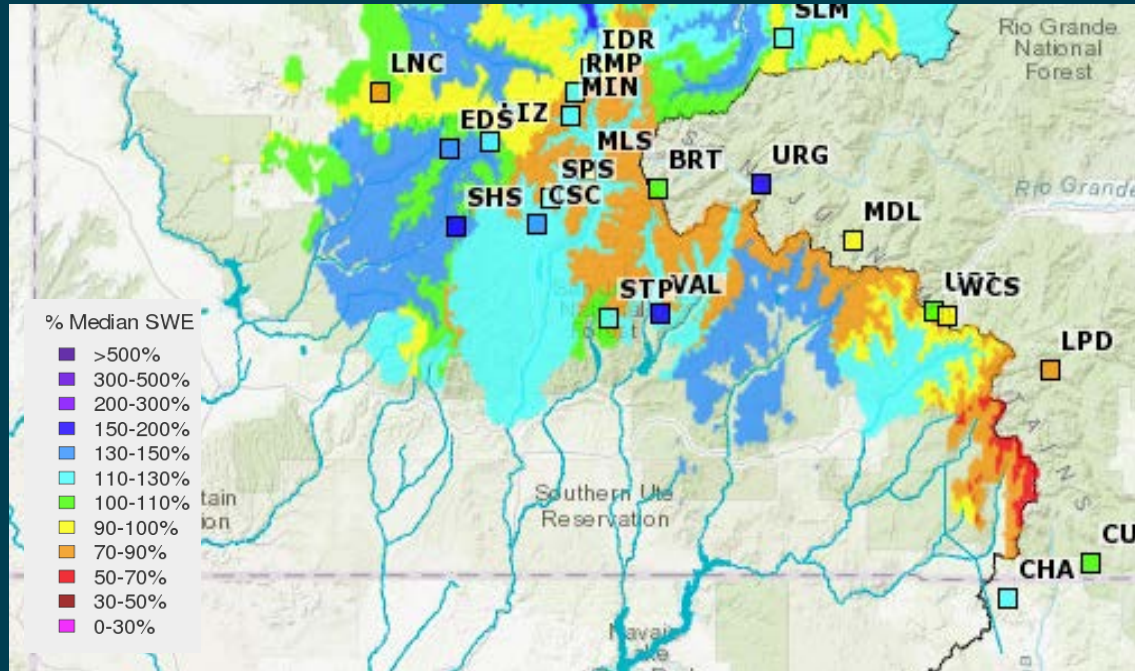 SLM
Rio Grande
National
Forest
IDR
LNC
RMP
MIN
LIZ
EDS
MLS
BRT
URG
SPS
SHS
CSC
Rio Grande
MDL
STP
VAL
WCS
LPD
% Median SWE
>500%
300-500%
200-300%
150-200%
130-150%
110-130%
100-110%
90-100%
70-90%
50-70%
30-50%
0-30%
Southern Ute
Reservation
CU
CHA